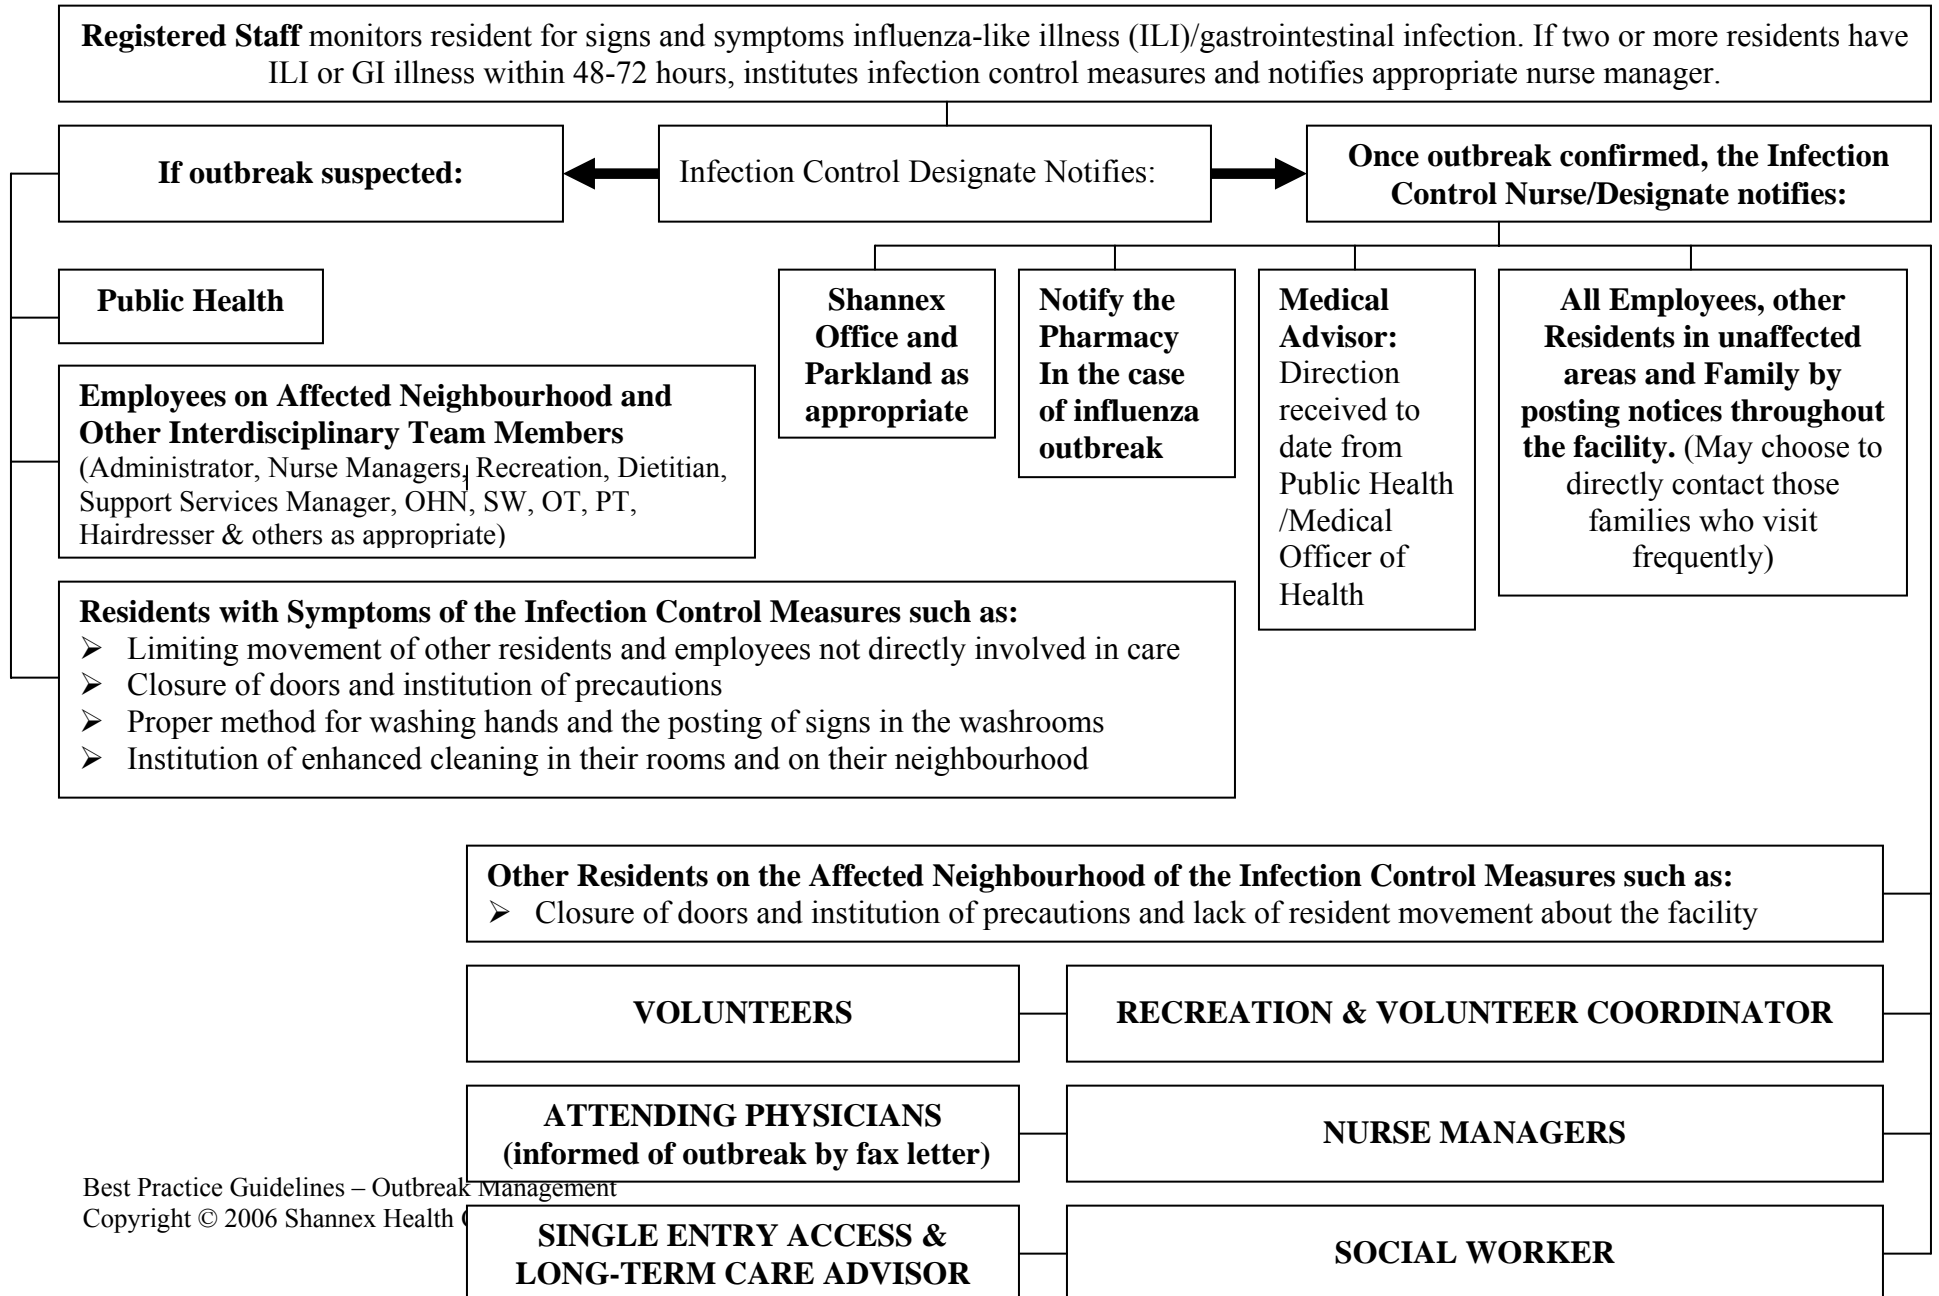 Registered Staff monitors resident for signs and symptoms influenza-like illness (ILI)/gastrointestinal infection. If two or more residents have
ILI or GI illness within 48-72 hours, institutes infection control measures and notifies appropriate nurse manager.
If outbreak suspected:
Infection Control Designate Notifies:
Once outbreak confirmed, the Infection
Control Nurse/Designate notifies:
Public Health
Employees on Affected Neighbourhood and
Other Interdisciplinary Team Members
(Administrator, Nurse Managers, Recreation, Dietitian,
Support Services Manager, OHN, SW, OT, PT,
Hairdresser & others as appropriate)
Residents with Symptoms of the Infection Control Measures such as:
➢ Limiting movement of other residents and employees not directly involved in care
➢ Closure of doors and institution of precautions
➢ Proper method for washing hands and the posting of signs in the washrooms
➢ Institution of enhanced cleaning in their rooms and on their neighbourhood
Shannex
Office and
Parkland as
appropriate
Notify the
Pharmacy
In the case
of influenza
outbreak
Medical
Advisor:
Direction
received to
date from
Public Health
/Medical
Officer of
Health
All Employees, other
Residents in unaffected
areas and Family by
posting notices throughout
the facility. (May choose to
directly contact those
families who visit
frequently)
Other Residents on the Affected Neighbourhood of the Infection Control Measures such as:
➢ Closure of doors and institution of precautions and lack of resident movement about the facility
VOLUNTEERS
RECREATION & VOLUNTEER COORDINATOR
ATTENDING PHYSICIANS
(informed of outbreak by fax letter)
NURSE MANAGERS
SINGLE ENTRY ACCESS &
LONG-TERM CARE ADVISOR
SOCIAL WORKER
Best Practice Guidelines – Outbreak Management
Copyright © 2006 Shannex Health